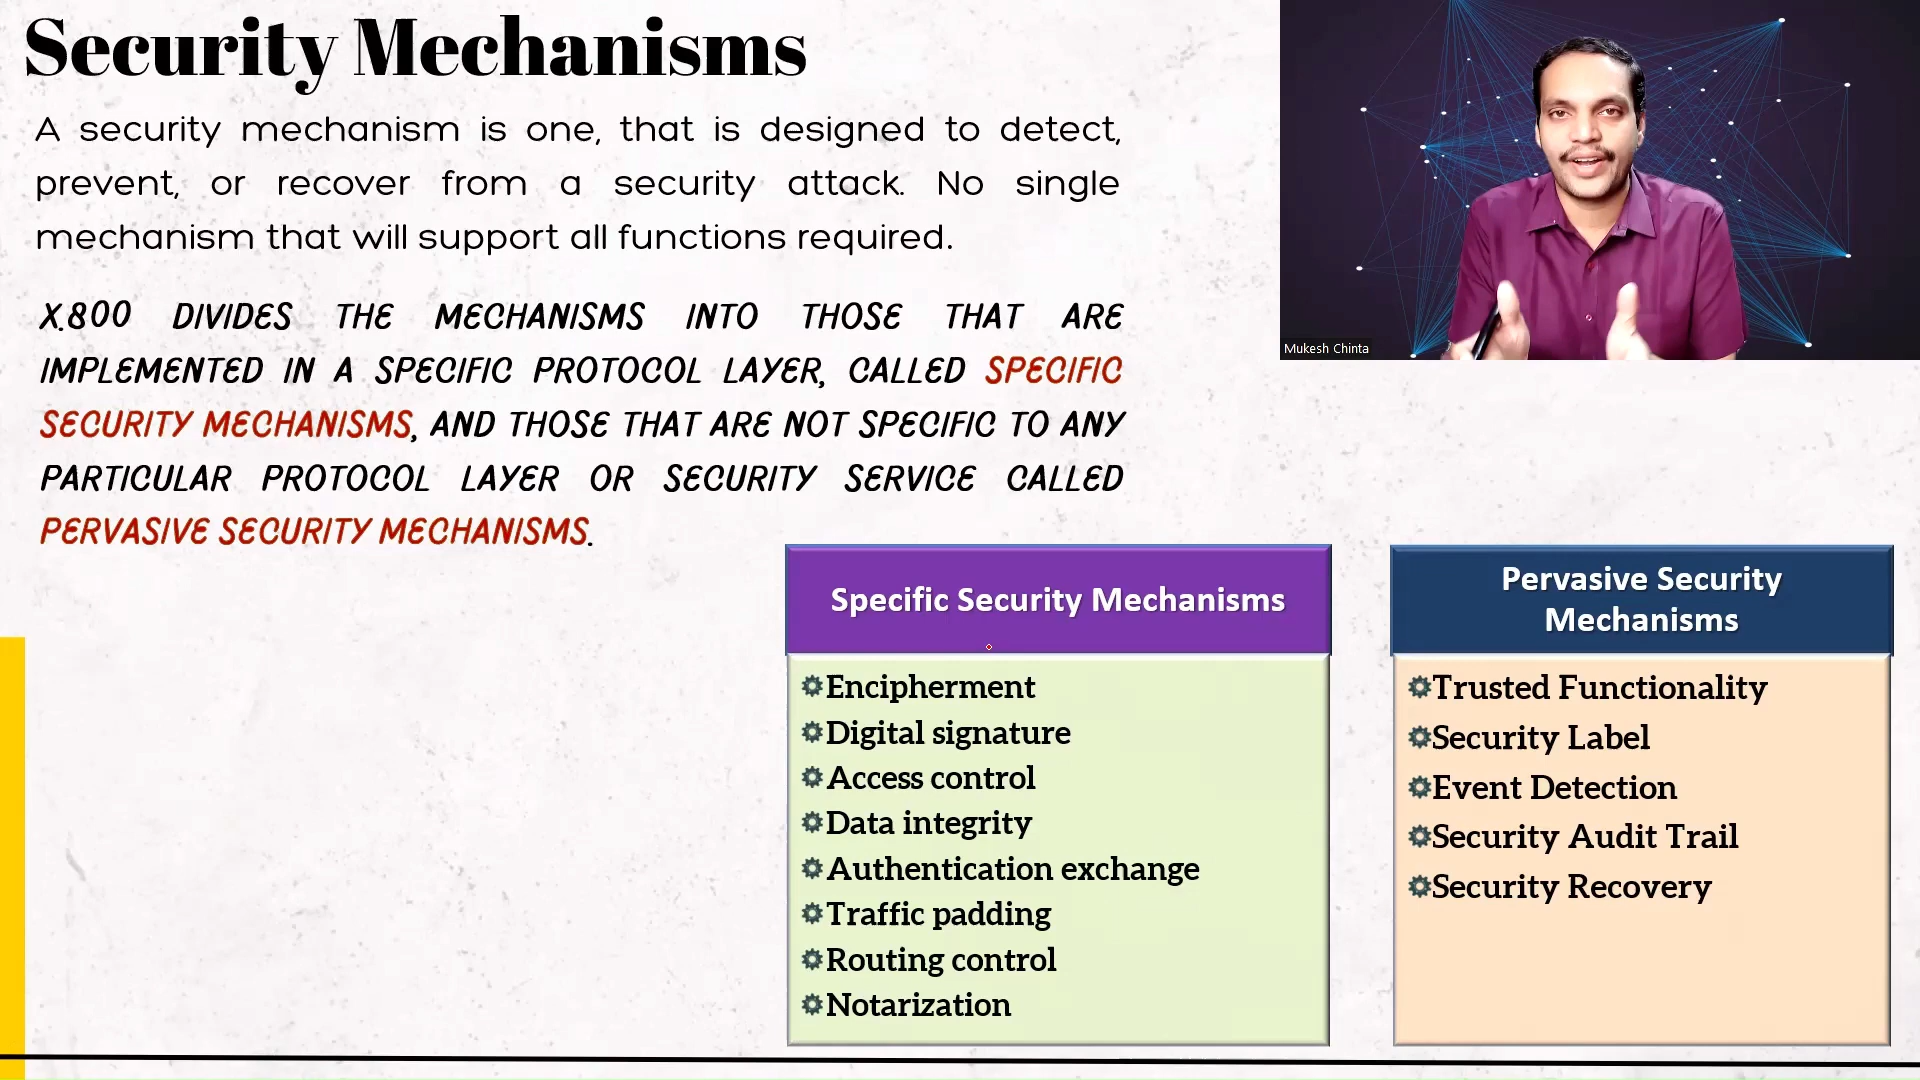 Security Mechanisms
A security mechanism is one, that is designed to detect,
prevent, or recover from a security attack. No single
mechanism that will support all functions required.
X.800 DIVIDES THE MECHANISMS INTO THOSE THAT ARE
IMPLEMENTED IN A SPECIFIC PROTOCOL LAYER, CALLED SPECIFIC
SECURITY MECHANISMS, AND THOSE THAT ARE NOT SPECIFIC TO ANY
PARTICULAR PROTOCOL LAYER OR SECURITY SERVICE CALLED
PERVASIVE SECURITY MECHANISMS.
Mukesh Chinta
Specific Security Mechanisms
Encipherment
Digital signature
Access control
Data integrity
Authentication exchange
Traffic padding
Routing control
Notarization
Pervasive Security
Mechanisms
Trusted Functionality
Security Label
Event Detection
Security Audit Trail
Security Recovery